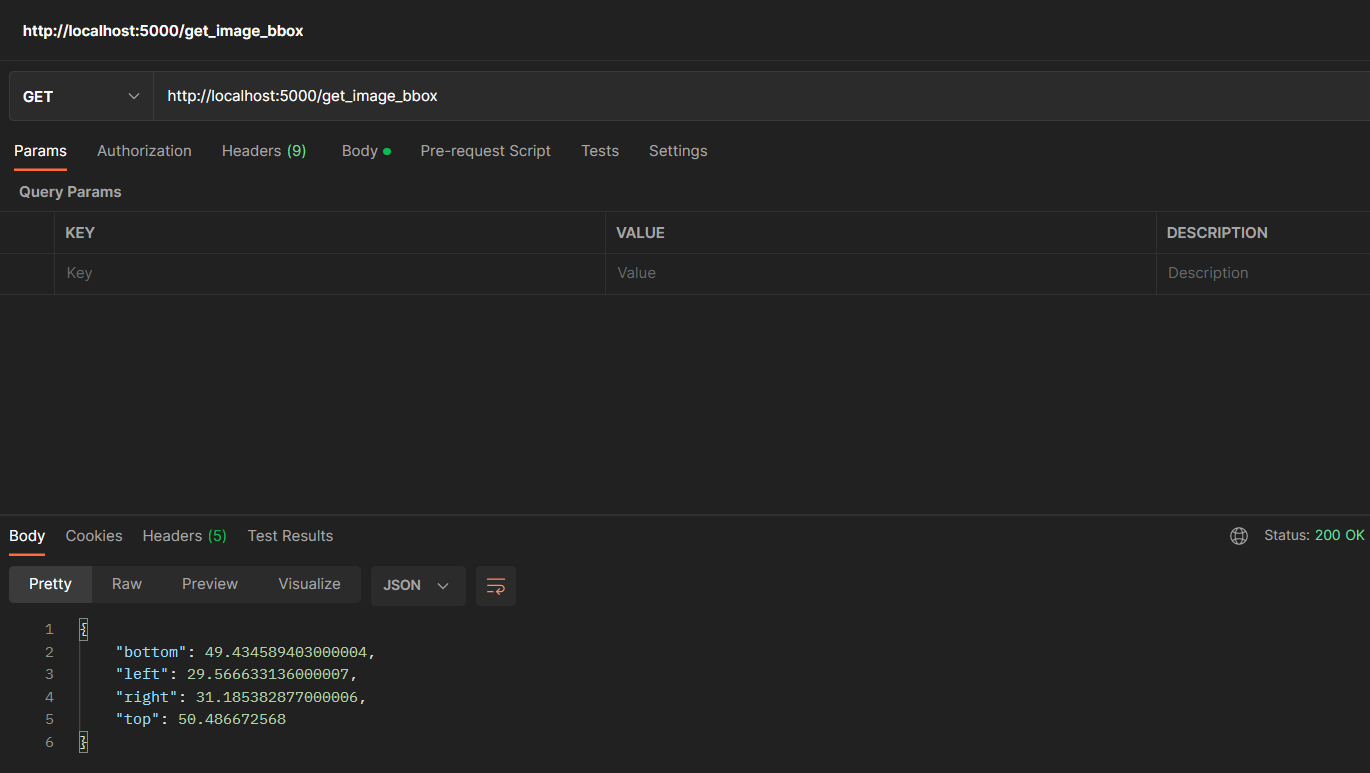 http://localhost:5000/get_image_bbox
GET http://localhost:5000/get_image_bbox
Params Authorization Headers (9) Body Pre-request Script Tests Settings
Query Params
KEY VALUE DESCRIPTION
Key Value Description
Body Cookies Headers (5) Test Results Status: 200 OK
Pretty Raw Preview Visualize JSON
1 {
2 "bottom": 49.434589403000004,
3 "left": 29.566633136000007,
4 "right": 31.185382877000006,
5 "top": 50.486672568
6 }